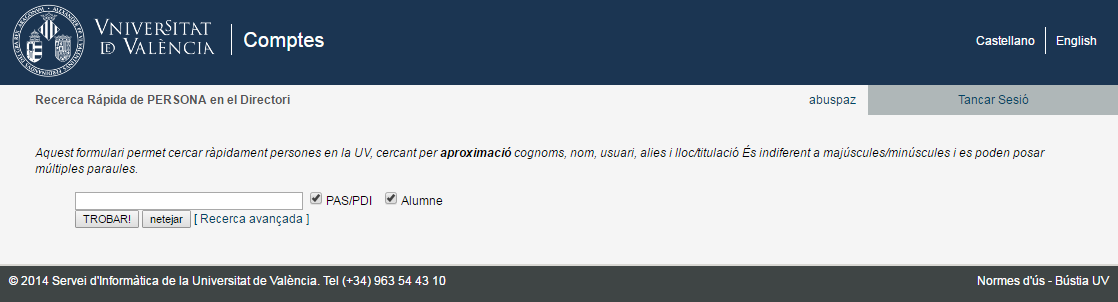 VNIVERSITAT
DE VALÈNCIA
Comptes
Castellano
English
Recerca Rápida de PERSONA en el Directori
abuspaz
Tancar Sesió
Aquest formulari permet cercar ràpidament persones en la UV, cercant per aproximació cognoms, nom, usuari, alies i lloc/titulació És indiferent a majúscules/minúscules i es poden posar
múltiples paraules.
PAS/PDI Alumne
TROBAR! netejar [ Recerca avançada ]
© 2014 Servei d'Informàtica de la Universitat de València. Tel (+34) 963 54 43 10
Normes d'ús - Bústia UV